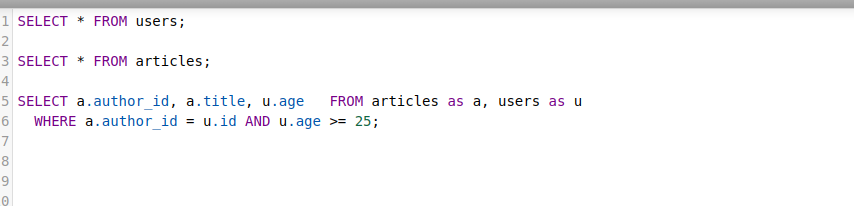 1 SELECT * FROM users;
2
3 SELECT * FROM articles;
4
5 SELECT a.author_id, a.title, u.age   FROM articles as a, users as u
6   WHERE a.author_id = u.id AND u.age >= 25;
7
8
9
0